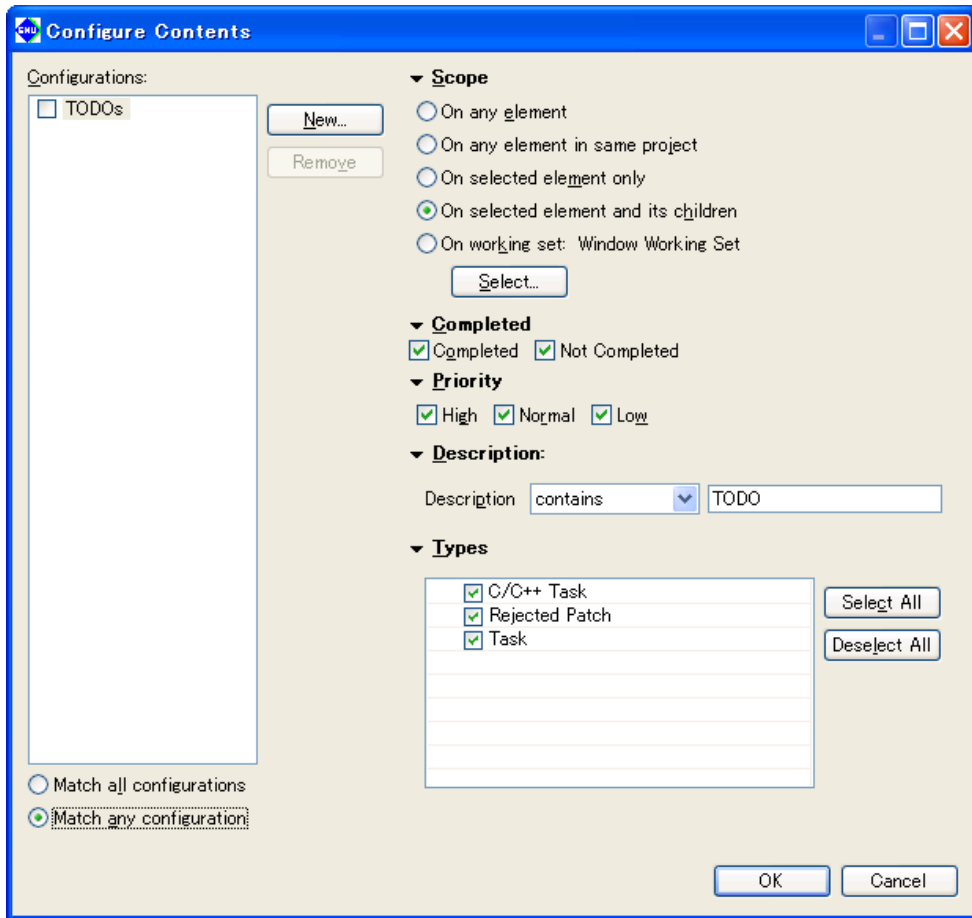 GNU Configure Contents
Configurations:
TODOs
New...
Remove
Match all configurations
Match any configuration
Scope
On any element
On any element in same project
On selected element only
On selected element and its children
On working set: Window Working Set
Select...
Completed
Completed Not Completed
Priority
High Normal Low
Description:
Description contains TODO
Types
C/C++ Task
Rejected Patch
Task
Select All
Deselect All
OK Cancel